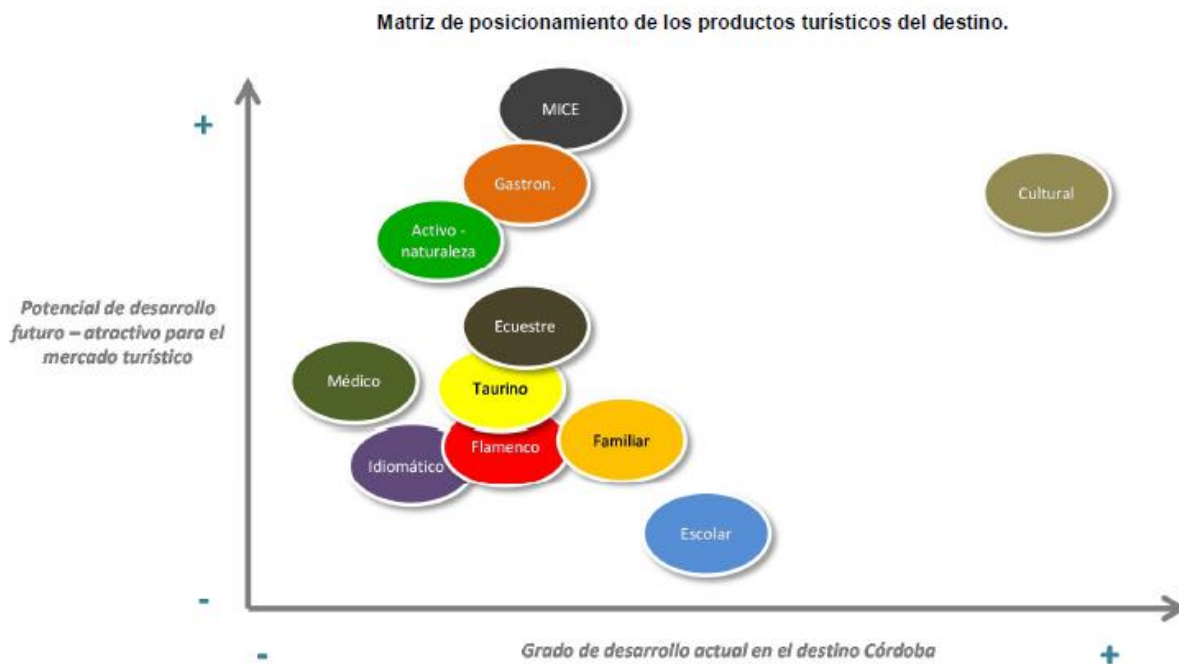 Matriz de posicionamiento de los productos turísticos del destino.
+
MICE
Gastron.
Cultural
Activo -
naturaleza
Potencial de desarrollo
futuro – atractivo para el
mercado turístico
Ecuestre
Médico
Taurino
Familiar
Flamenco
Idiomático
Escolar
-
-
Grado de desarrollo actual en el destino Córdoba
+